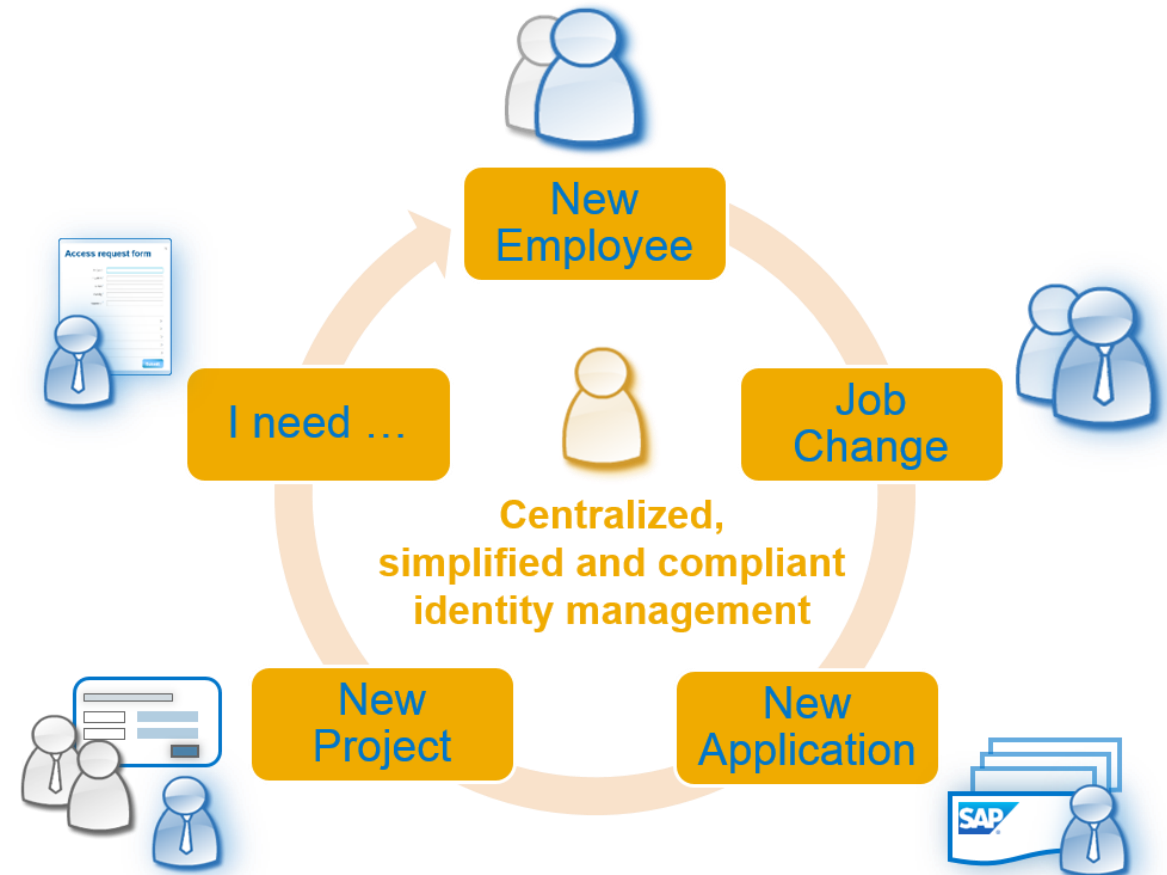 New
Employee
Access request form
I need …
Job
Change
Centralized,
simplified and compliant
identity management
New
Project
New
Application
SAP